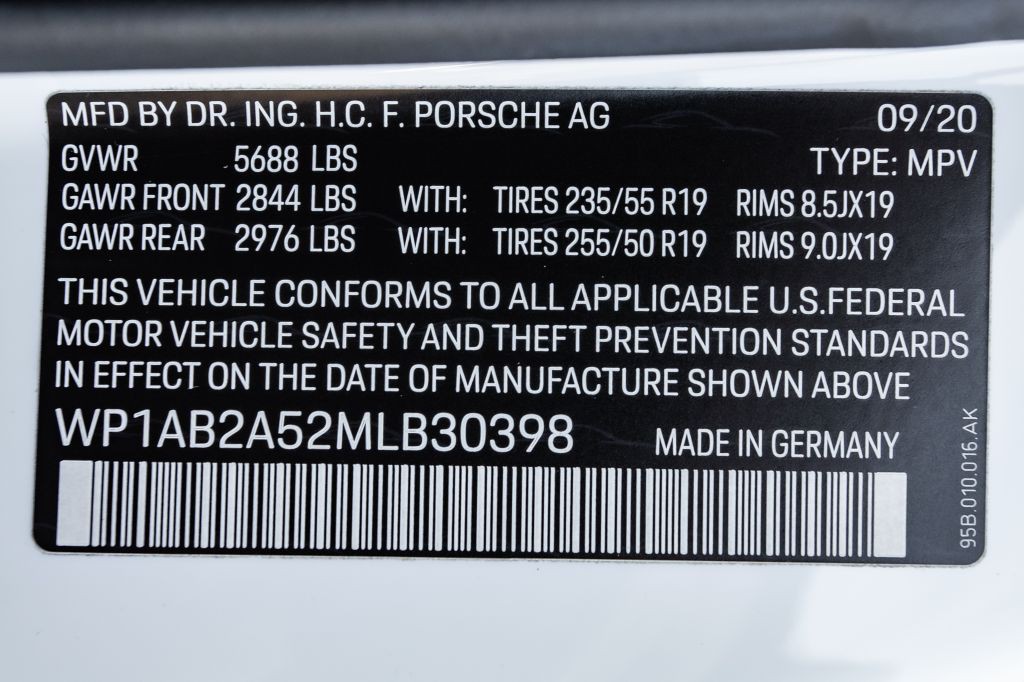 MFD BY DR. ING. H.C. F. PORSCHE AG 09/20
GVWR 5688 LBS TYPE: MPV
GAWR FRONT 2844 LBS WITH: TIRES 235/55 R19 RIMS 8.5JX19
GAWR REAR 2976 LBS WITH: TIRES 255/50 R19 RIMS 9.0JX19
THIS VEHICLE CONFORMS TO ALL APPLICABLE U.S.FEDERAL
MOTOR VEHICLE SAFETY AND THEFT PREVENTION STANDARDS
IN EFFECT ON THE DATE OF MANUFACTURE SHOWN ABOVE
WP1AB2A52MLB30398 MADE IN GERMANY
95B.010.016.AK